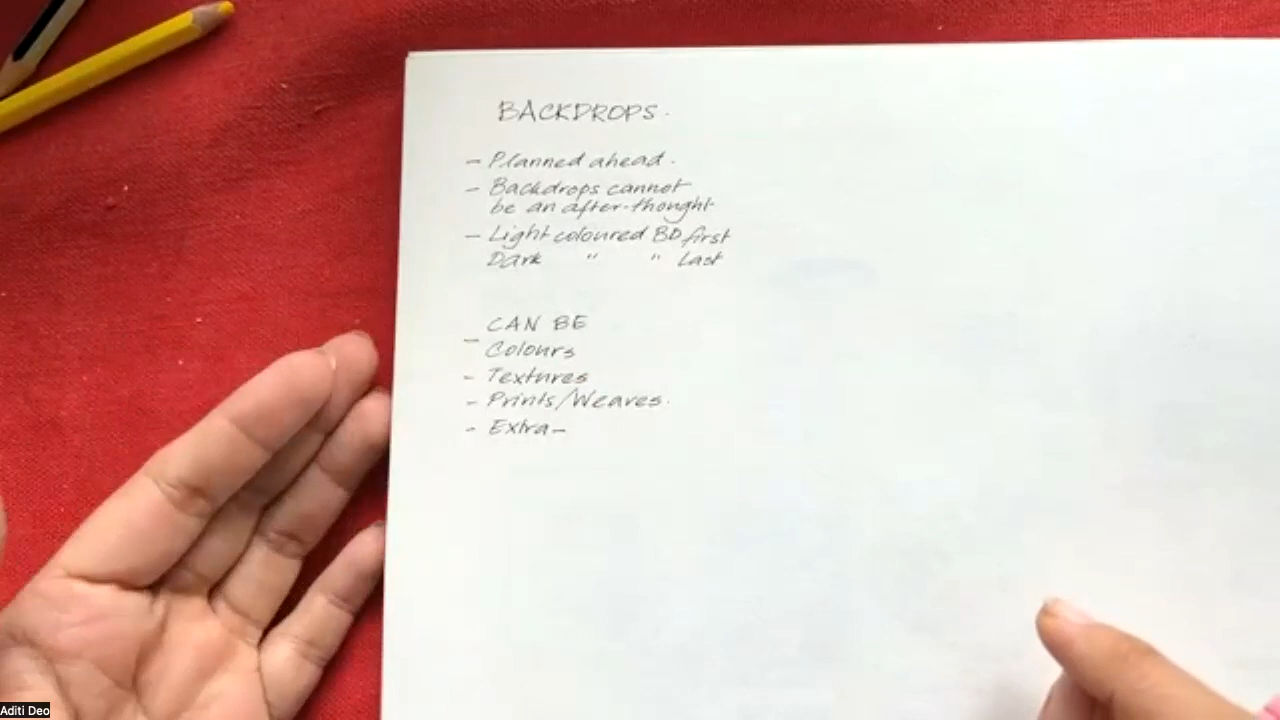 BACKDROPS.
- Planned ahead.
- Backdrops cannot
be an after-thought
- Light coloured BD first
Dark " " Last
CAN BE
- Colours
- Textures
- Prints/Weaves.
- Extra-
Aditi Deo